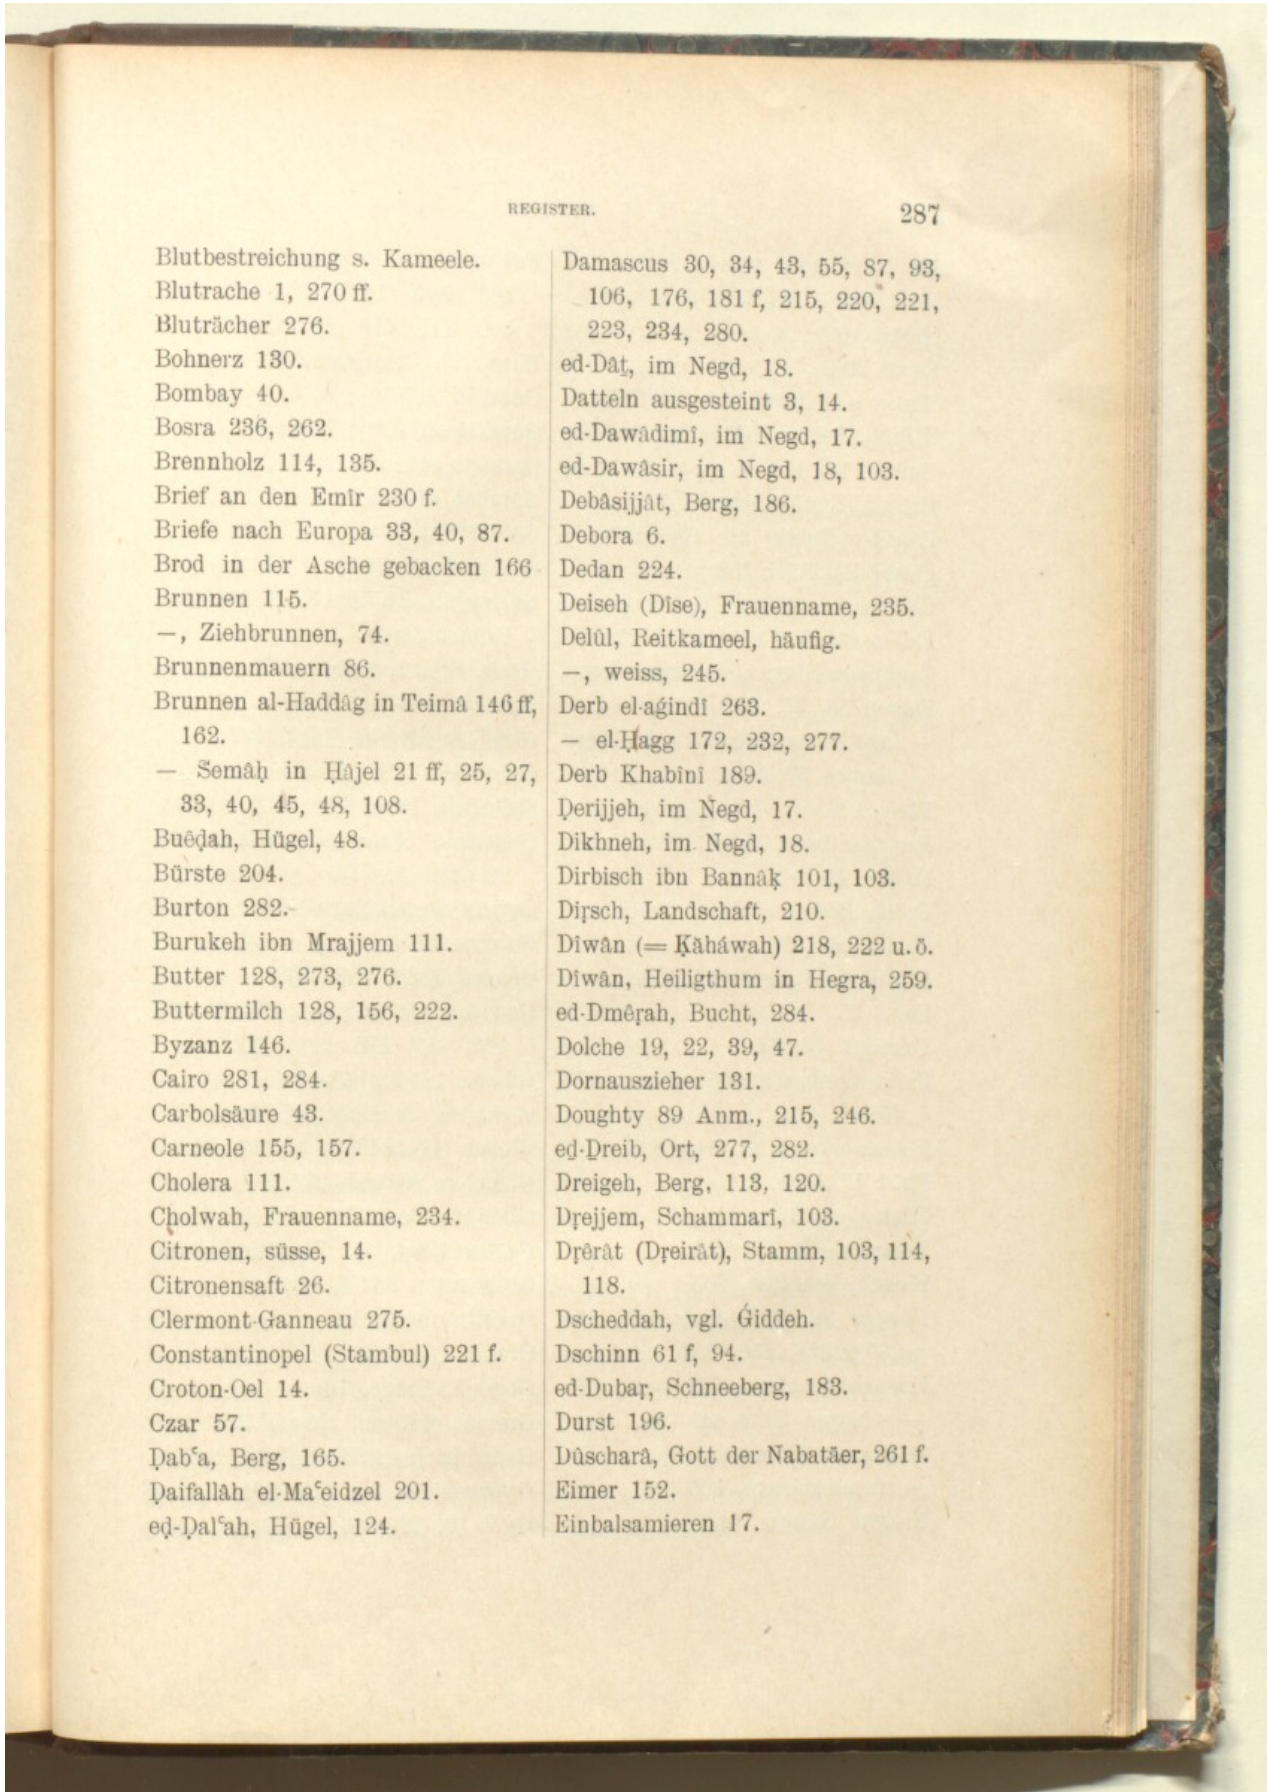 REGISTER.
287
Blutbestreichung s. Kameele.
Blutrache 1, 270 ff.
Bluträcher 276.
Bohnerz 130.
Bombay 40.
Bosra 236, 262.
Brennholz 114, 135.
Brief an den Emîr 230 f.
Briefe nach Europa 33, 40, 87.
Brod in der Asche gebacken 166
Brunnen 115.
—, Ziehbrunnen, 74.
Brunnenmauern 86.
Brunnen al-Haddâg in Teimâ 146 ff,
162.
— Semâḥ in Ḥâjel 21 ff, 25, 27,
33, 40, 45, 48, 108.
Buêḍah, Hügel, 48.
Bürste 204.
Burton 282.
Burukeh ibn Mrajjem 111.
Butter 128, 273, 276.
Buttermilch 128, 156, 222.
Byzanz 146.
Cairo 281, 284.
Carbolsäure 43.
Carneole 155, 157.
Cholera 111.
Cholwah, Frauenname, 234.
Citronen, süsse, 14.
Citronensaft 26.
Clermont-Ganneau 275.
Constantinopel (Stambul) 221 f.
Croton-Oel 14.
Czar 57.
Ḍabʿa, Berg, 165.
Ḍaifallâh el-Maʿeidzel 201.
eḍ-Ḍalʿah, Hügel, 124.
Damascus 30, 34, 43, 55, 87, 93,
106, 176, 181 f, 215, 220, 221,
223, 234, 280.
ed-Dâṯ, im Negd, 18.
Datteln ausgesteint 3, 14.
ed-Dawâdimî, im Negd, 17.
ed-Dawâsir, im Negd, 18, 103.
Debâsijjât, Berg, 186.
Debora 6.
Dedan 224.
Deiseh (Dîse), Frauenname, 235.
Delûl, Reitkameel, häufig.
—, weiss, 245.
Derb el-aǵindî 263.
— el-Ḥagg 172, 232, 277.
Derb Khabînî 189.
Ḍerijjeh, im Negd, 17.
Dikhneh, im Negd, 18.
Dirbisch ibn Bannâḳ 101, 103.
Diṛsch, Landschaft, 210.
Dîwân (= Ḳäháwah) 218, 222 u. ö.
Dîwân, Heiligthum in Hegra, 259.
ed-Dmêṛah, Bucht, 284.
Dolche 19, 22, 39, 47.
Dornauszieher 131.
Doughty 89 Anm., 215, 246.
eḏ-Ḏreib, Ort, 277, 282.
Dreigeh, Berg, 113, 120.
Dṛejjem, Schammarî, 103.
Dṛêrât (Dṛeirât), Stamm, 103, 114,
118.
Dscheddah, vgl. Ǵiddeh.
Dschinn 61 f, 94.
ed-Dubaṛ, Schneeberg, 183.
Durst 196.
Dûscharâ, Gott der Nabatäer, 261 f.
Eimer 152.
Einbalsamieren 17.